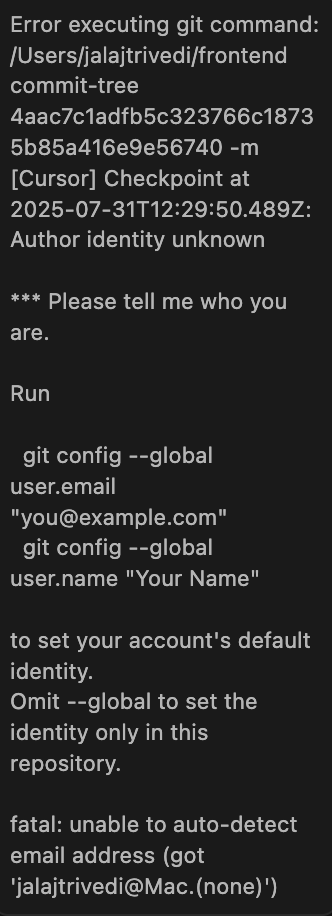 Error executing git command:
/Users/jalajtrivedi/frontend
commit-tree
4aac7c1adfb5c323766c1873
5b85a416e9e56740 -m
[Cursor] Checkpoint at
2025-07-31T12:29:50.489Z:
Author identity unknown

*** Please tell me who you
are.

Run

  git config --global
user.email
"you@example.com"
  git config --global
user.name "Your Name"

to set your account's default
identity.
Omit --global to set the
identity only in this
repository.

fatal: unable to auto-detect
email address (got
'jalajtrivedi@Mac.(none)')